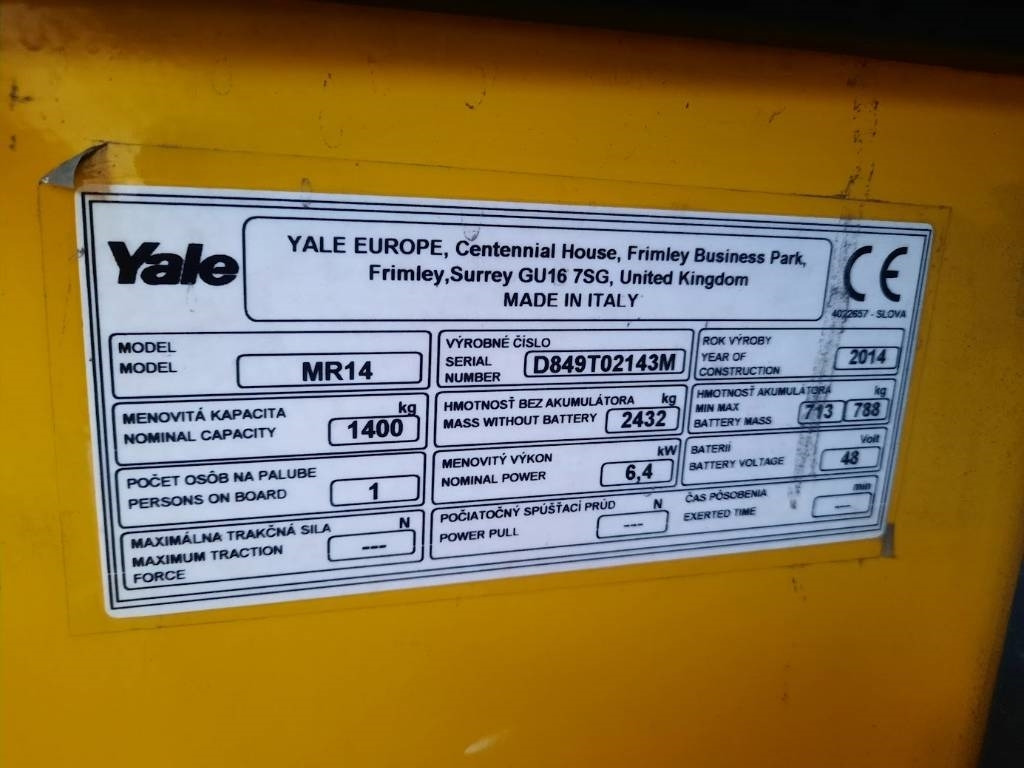 Yale
YALE EUROPE, Centennial House, Frimley Business Park,
Frimley,Surrey GU16 7SG, United Kingdom
MADE IN ITALY
CE
4022657 - SLOVA
MODEL
MODEL
MR14
VÝROBNÉ ČÍSLO
SERIAL
NUMBER
D849T02143M
ROK VÝROBY
YEAR OF
CONSTRUCTION
2014
MENOVITÁ KAPACITA
NOMINAL CAPACITY
kg
1400
HMOTNOSŤ BEZ AKUMULÁTORA
MASS WITHOUT BATTERY
kg
2432
HMOTNOSŤ AKUMULÁTORA
MIN MAX
BATTERY MASS
kg
713 788
POČET OSÔB NA PALUBE
PERSONS ON BOARD
1
MENOVITÝ VÝKON
NOMINAL POWER
kW
6,4
BATERIÍ
BATTERY VOLTAGE
Volt
48
MAXIMÁLNA TRAKČNÁ SILA
MAXIMUM TRACTION
FORCE
N
---
POČIATOČNÝ SPÚŠŤACÍ PRÚD
POWER PULL
N
---
ČAS PÔSOBENIA
EXERTED TIME
min
---